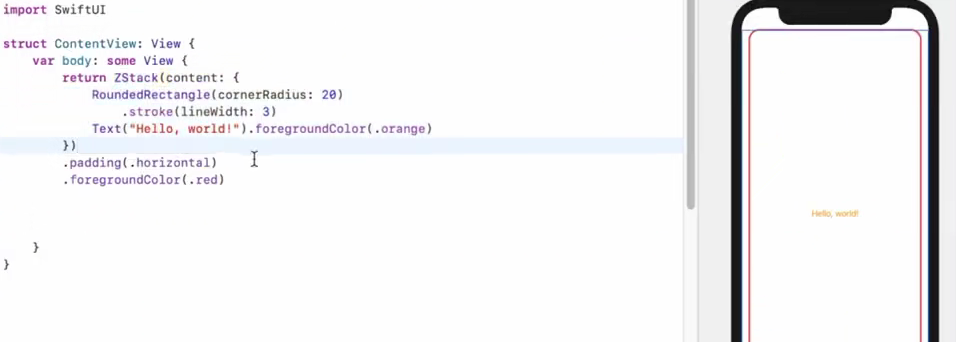 import SwiftUI
struct ContentView: View {
var body: some View {
return ZStack(content: {
RoundedRectangle(cornerRadius: 20)
.stroke(lineWidth: 3)
Text("Hello, world!").foregroundColor(.orange)
})
.padding(.horizontal)
.foregroundColor(.red)
}
}
Hello, world!